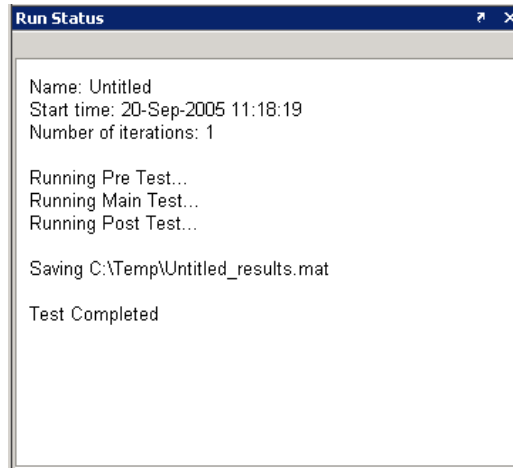 Run Status
Name: Untitled
Start time: 20-Sep-2005 11:18:19
Number of iterations: 1
Running Pre Test...
Running Main Test...
Running Post Test...
Saving C:\Temp\Untitled_results.mat
Test Completed